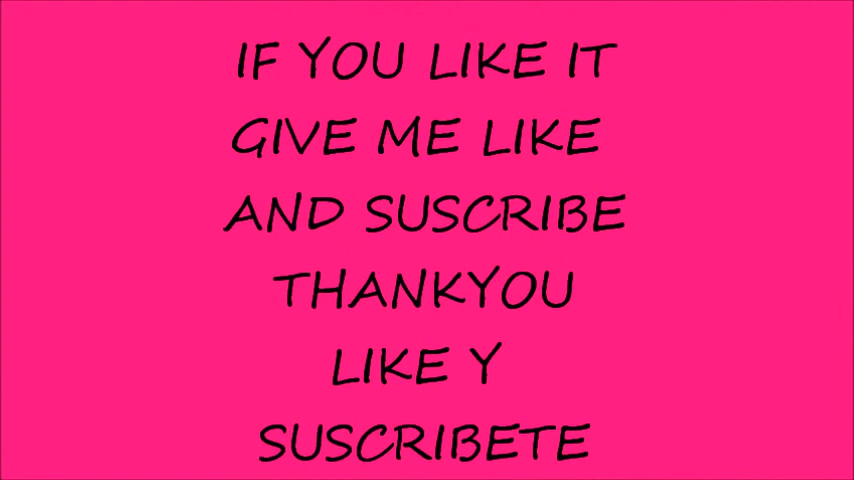 IF YOU LIKE IT
GIVE ME LIKE
AND SUSCRIBE
THANKYOU
LIKE Y
SUSCRIBETE